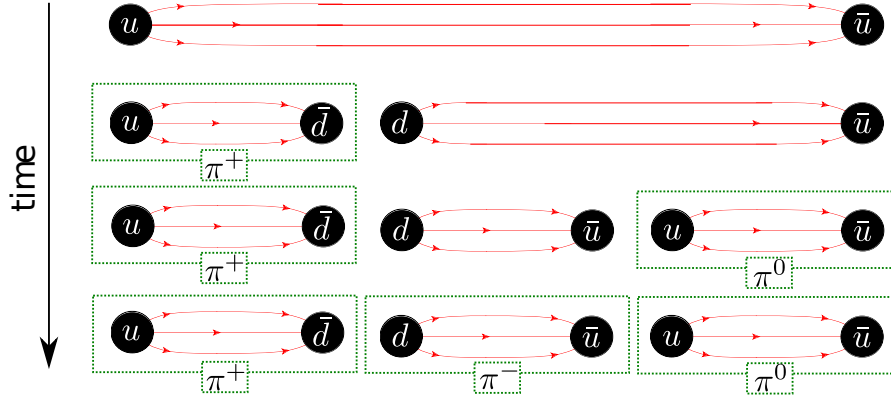 time
u ū
u d̄ d ū
π⁺
u d̄ d ū u ū
π⁺ π⁰
u d̄ d ū u ū
π⁺ π⁻ π⁰